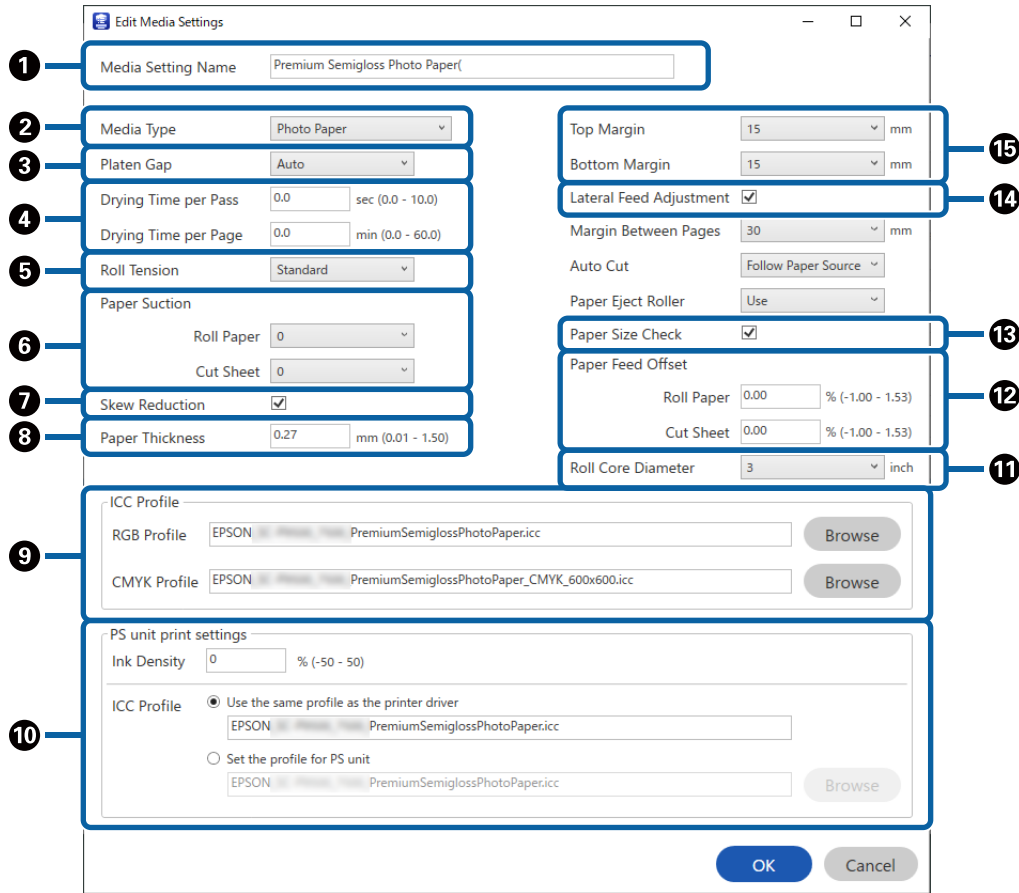 Edit Media Settings
1 Media Setting Name Premium Semigloss Photo Paper(
2 Media Type Photo Paper
3 Platen Gap Auto
4 Drying Time per Pass 0.0 sec (0.0 - 10.0)
Drying Time per Page 0.0 min (0.0 - 60.0)
5 Roll Tension Standard
Paper Suction
6 Roll Paper 0
Cut Sheet 0
7 Skew Reduction
8 Paper Thickness 0.27 mm (0.01 - 1.50)
Top Margin 15 mm
15
Bottom Margin 15 mm
Lateral Feed Adjustment 14
Margin Between Pages 30 mm
Auto Cut Follow Paper Source
Paper Eject Roller Use
Paper Size Check 13
Paper Feed Offset
Roll Paper 0.00 % (-1.00 - 1.53) 12
Cut Sheet 0.00 % (-1.00 - 1.53)
Roll Core Diameter 3 inch 11
ICC Profile
RGB Profile EPSON PremiumSemiglossPhotoPaper.icc Browse
9
CMYK Profile EPSON PremiumSemiglossPhotoPaper_CMYK_600x600.icc Browse
PS unit print settings
Ink Density 0 % (-50 - 50)
ICC Profile Use the same profile as the printer driver
10 EPSON PremiumSemiglossPhotoPaper.icc
Set the profile for PS unit
EPSON PremiumSemiglossPhotoPaper.icc Browse
OK Cancel